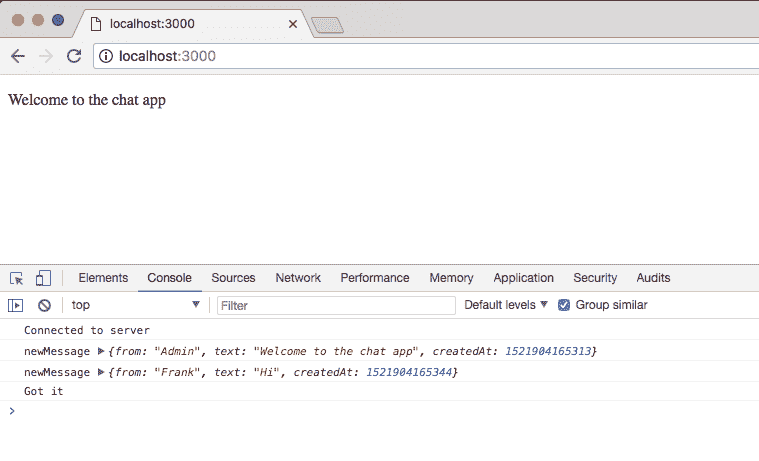 localhost:3000
localhost:3000
Welcome to the chat app
Elements Console Sources Network Performance Memory Application Security Audits
top Filter Default levels Group similar
Connected to server
newMessage {from: "Admin", text: "Welcome to the chat app", createdAt: 1521904165313}
newMessage {from: "Frank", text: "Hi", createdAt: 1521904165344}
Got it
>